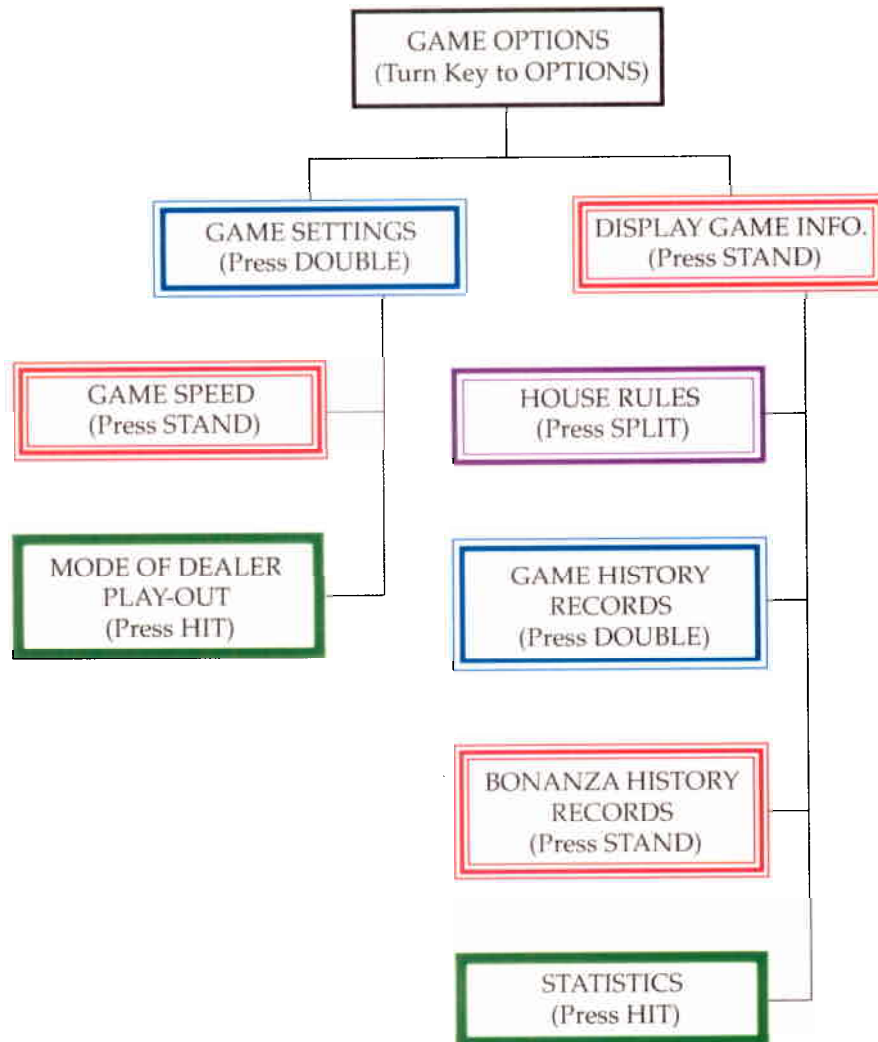 GAME OPTIONS
(Turn Key to OPTIONS)
GAME SETTINGS
(Press DOUBLE)
DISPLAY GAME INFO.
(Press STAND)
GAME SPEED
(Press STAND)
HOUSE RULES
(Press SPLIT)
MODE OF DEALER
PLAY-OUT
(Press HIT)
GAME HISTORY
RECORDS
(Press DOUBLE)
BONANZA HISTORY
RECORDS
(Press STAND)
STATISTICS
(Press HIT)